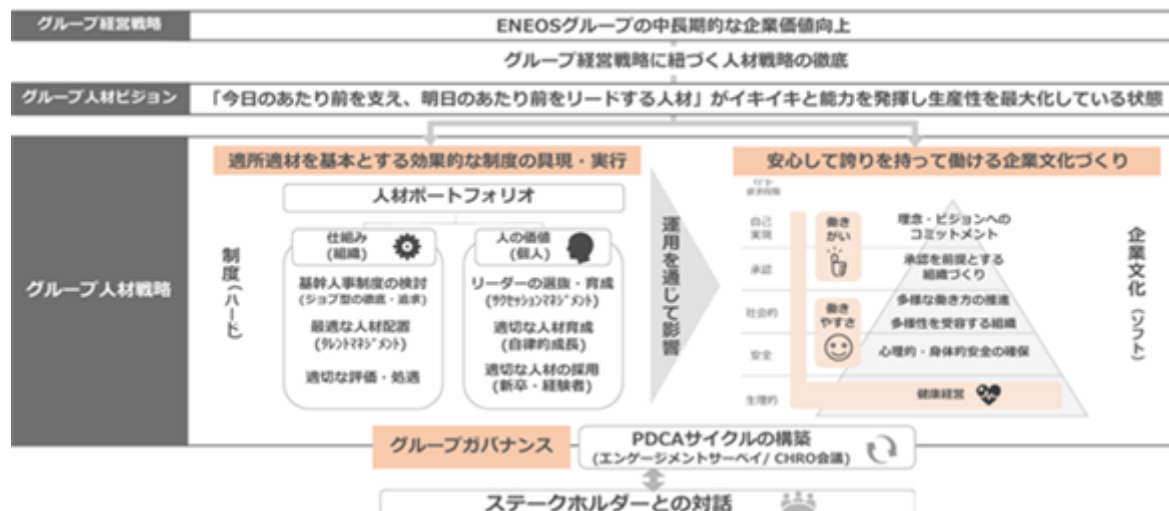 グループ経営戦略
ENEOSグループの中長期的な企業価値向上
グループ経営戦略に紐づく人材戦略の徹底
グループ人材ビジョン
「今日のあたり前を支え、明日のあたり前をリードする人材」がイキイキと能力を発揮し生産性を最大化している状態
グループ人材戦略
適所適材を基本とする効果的な制度の具現・実行
制度(ハード)
人材ポートフォリオ
仕組み
(組織)
基幹人事制度の検討
(ジョブ型の徹底・追求)
最適な人材配置
(タレントマネジメント)
適切な評価・処遇
人の価値
(個人)
リーダーの選抜・育成
(サクセッションマネジメント)
適切な人材育成
(自律的成長)
適切な人材の採用
(新卒・経験者)
運用を通じて影響
安心して誇りを持って働ける企業文化づくり
欲求段階
自己
実現
承認
社会的
安全
生理的
働き
がい
働き
やすさ
理念・ビジョンへの
コミットメント
承認を前提とする
組織づくり
多様な働き方の推進
多様性を受容する組織
心理的・身体的安全の確保
健康経営
企業文化(ソフト)
グループガバナンス
PDCAサイクルの構築
(エンゲージメントサーベイ/ CHRO会議)
ステークホルダーとの対話